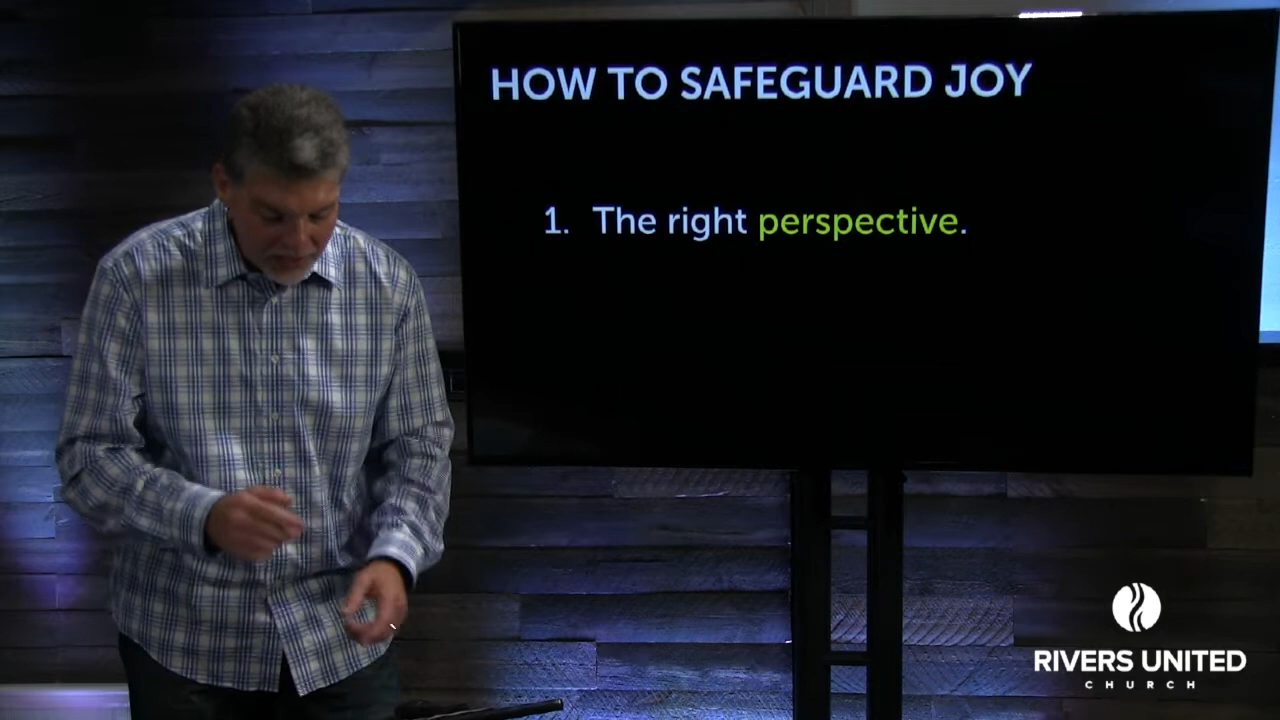 HOW TO SAFEGUARD JOY
1. The right perspective.
RIVERS UNITED
CHURCH